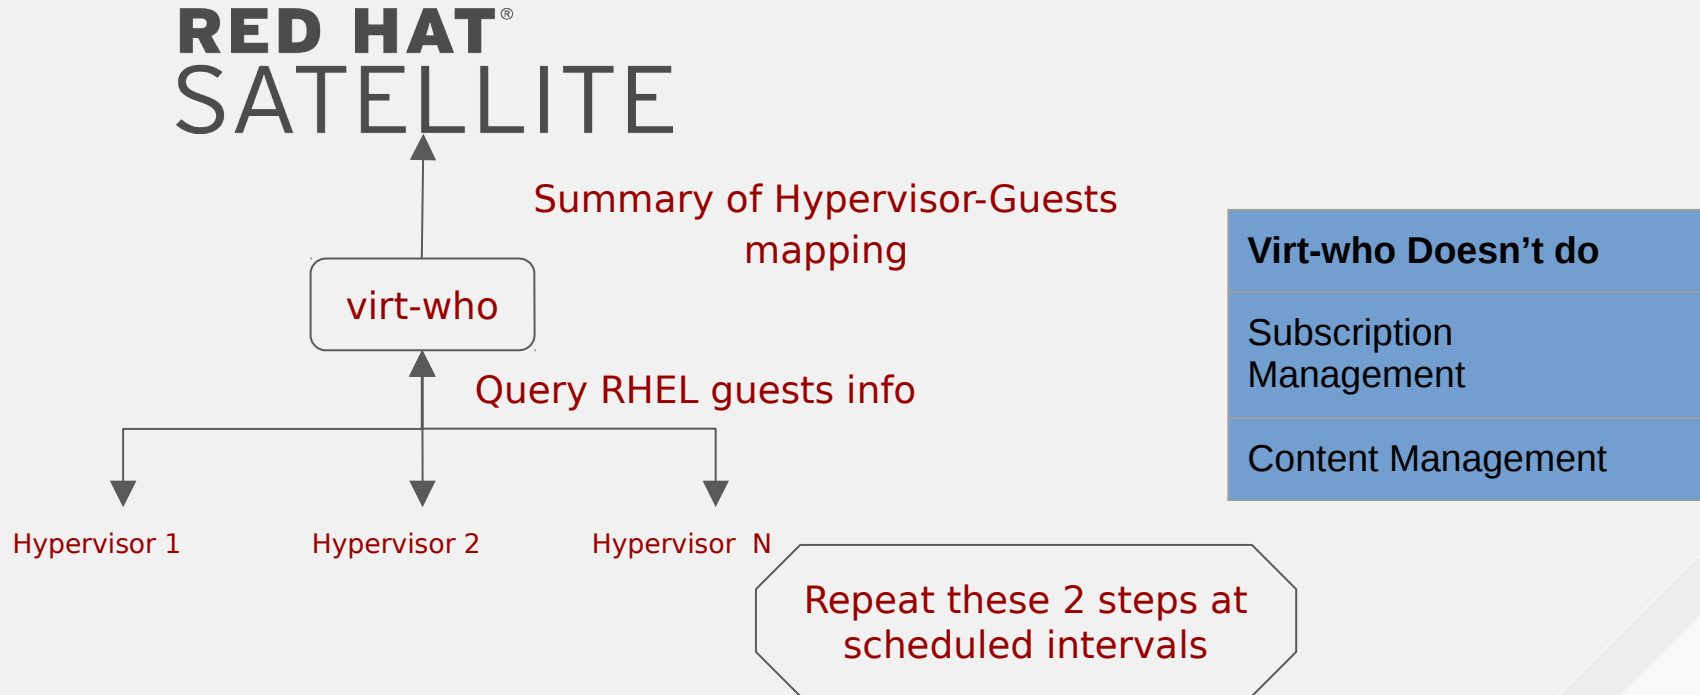 RED HAT®
SATELLITE
Summary of Hypervisor-Guests
mapping
virt-who
Query RHEL guests info
Hypervisor 1
Hypervisor 2
Hypervisor  N
Repeat these 2 steps at
scheduled intervals
Virt-who Doesn’t do
Subscription
Management
Content Management